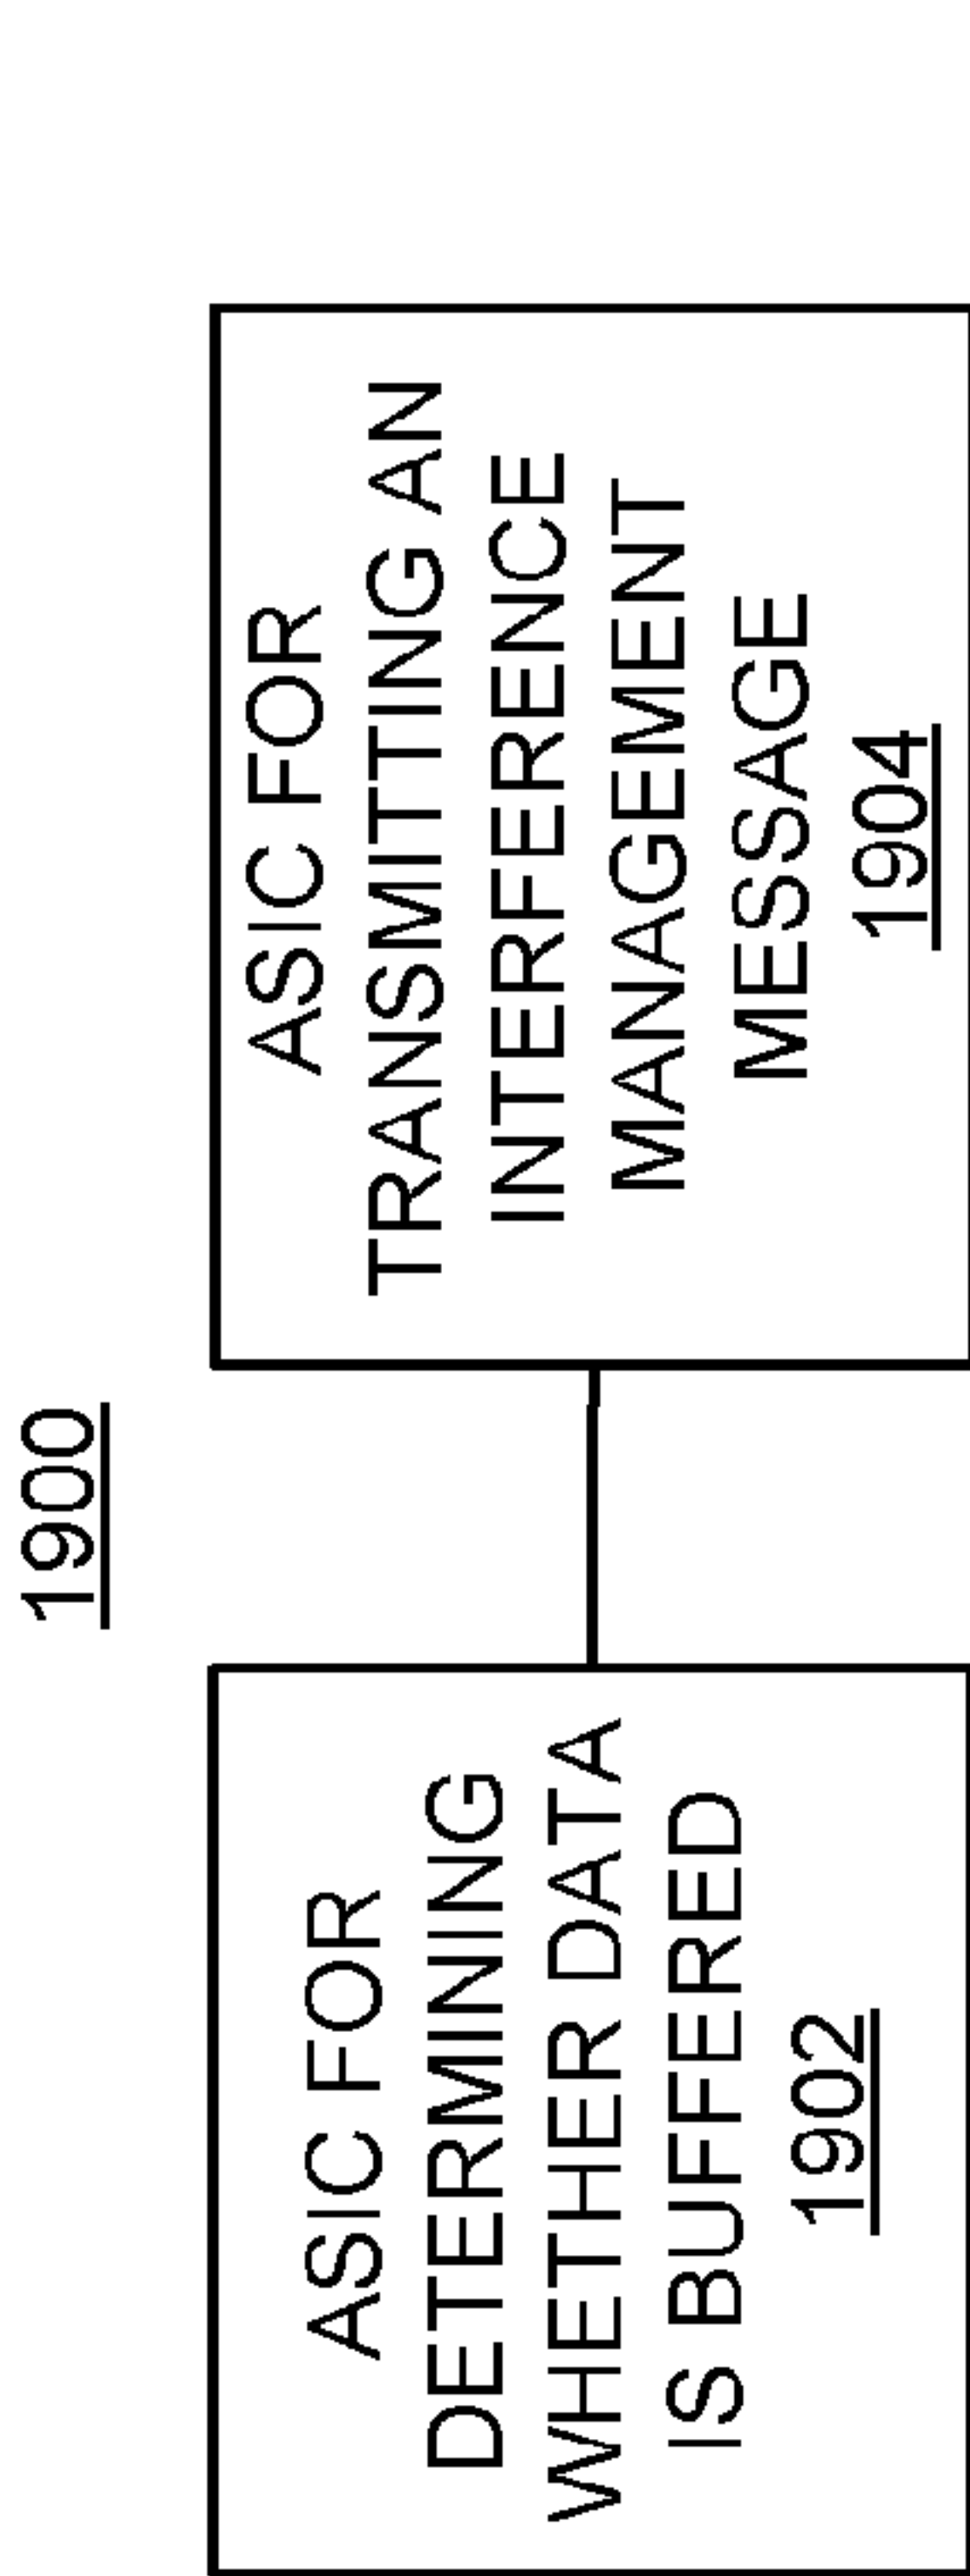 1900
ASIC FOR
DETERMINING
WHETHER DATA
IS BUFFERED
1902
ASIC FOR
TRANSMITTING AN
INTERFERENCE
MANAGEMENT
MESSAGE
1904